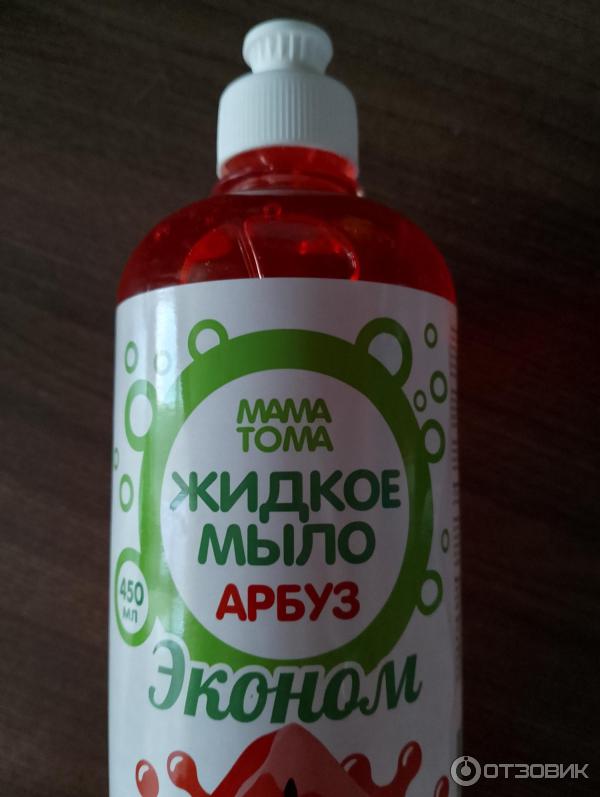 МАМА
ТОМА
ЖИДКОЕ
МЫЛО
АРБУЗ
450
МЛ
Эконом
ОТЗОВИК